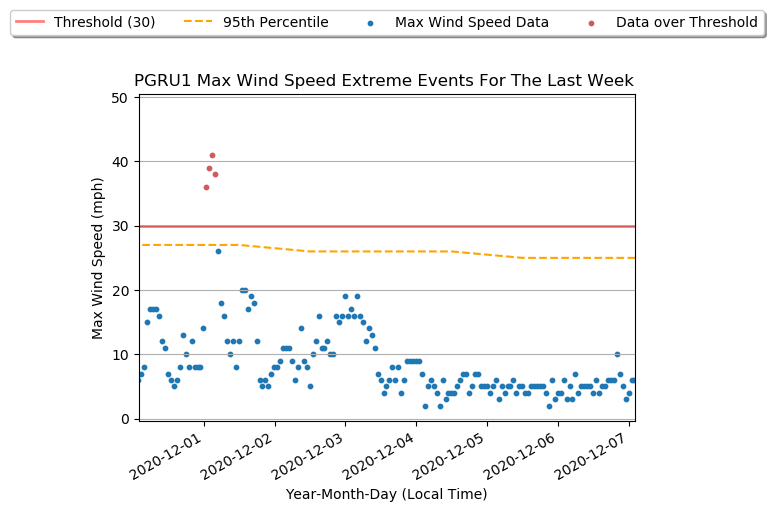 Threshold (30) 95th Percentile Max Wind Speed Data Data over Threshold
PGRU1 Max Wind Speed Extreme Events For The Last Week
50
40
30
20
10
0
Max Wind Speed (mph)
2020-12-01 2020-12-02 2020-12-03 2020-12-04 2020-12-05 2020-12-06 2020-12-07
Year-Month-Day (Local Time)